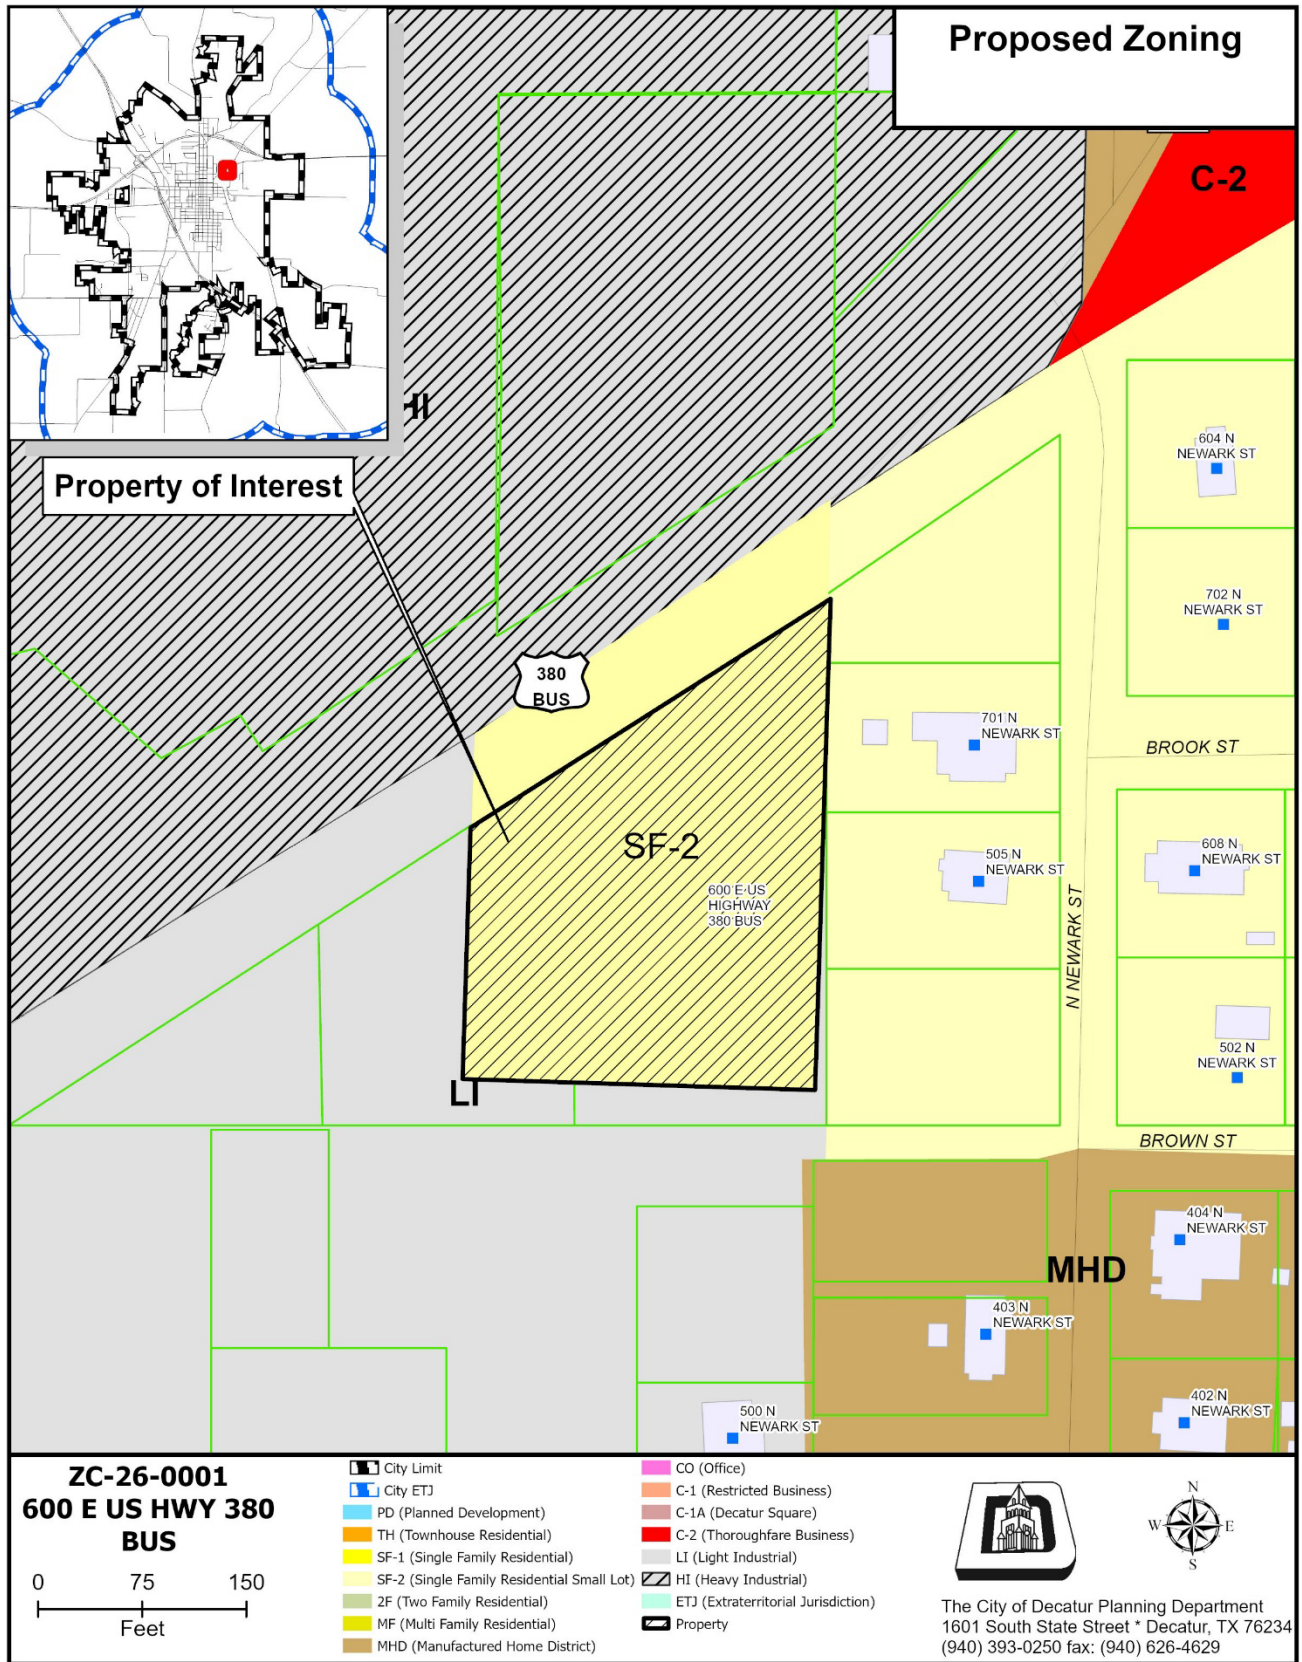 Proposed Zoning
C-2
HI
Property of Interest
604 N
NEWARK ST
702 N
NEWARK ST
380
BUS
701 N
NEWARK ST
BROOK ST
SF-2
505 N
NEWARK ST
608 N
NEWARK ST
600 E US
HIGHWAY
380 BUS
N NEWARK ST
502 N
NEWARK ST
LI
BROWN ST
404 N
NEWARK ST
MHD
403 N
NEWARK ST
402 N
NEWARK ST
500 N
NEWARK ST
ZC-26-0001
600 E US HWY 380
BUS
0 75 150
Feet
City Limit
City ETJ
PD (Planned Development)
TH (Townhouse Residential)
SF-1 (Single Family Residential)
SF-2 (Single Family Residential Small Lot)
2F (Two Family Residential)
MF (Multi Family Residential)
MHD (Manufactured Home District)
CO (Office)
C-1 (Restricted Business)
C-1A (Decatur Square)
C-2 (Thoroughfare Business)
LI (Light Industrial)
HI (Heavy Industrial)
ETJ (Extraterritorial Jurisdiction)
Property
D
N
W E
S
The City of Decatur Planning Department
1601 South State Street * Decatur, TX 76234
(940) 393-0250 fax: (940) 626-4629